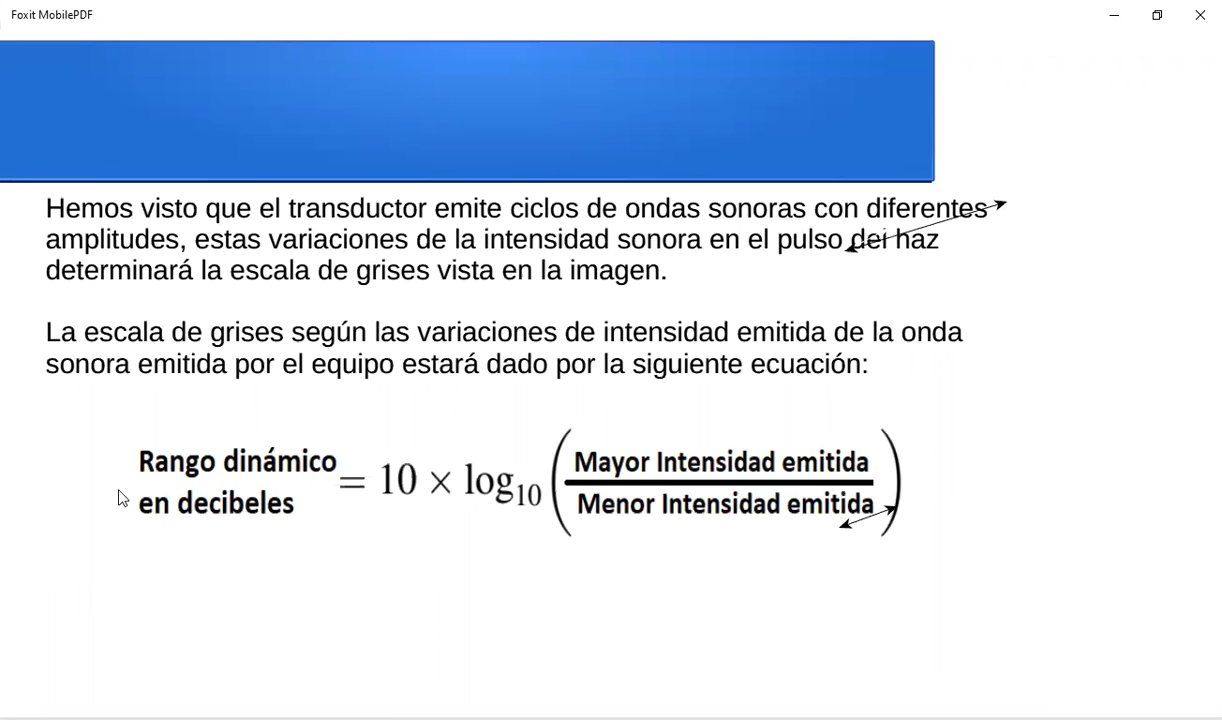 Foxit MobilePDF
Hemos visto que el transductor emite ciclos de ondas sonoras con diferentes
amplitudes, estas variaciones de la intensidad sonora en el pulso del haz
determinará la escala de grises vista en la imagen.
La escala de grises según las variaciones de intensidad emitida de la onda
sonora emitida por el equipo estará dado por la siguiente ecuación:
Rango dinámico
en decibeles
= 10 × log10
Mayor Intensidad emitida
Menor Intensidad emitida